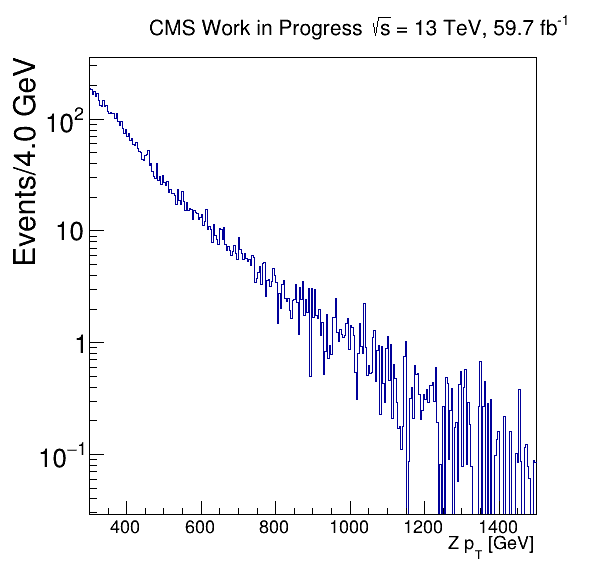 CMS Work in Progress √s = 13 TeV, 59.7 fb⁻¹
Events/4.0 GeV
10²
10
1
10⁻¹
400 600 800 1000 1200 1400
Z p_T [GeV]